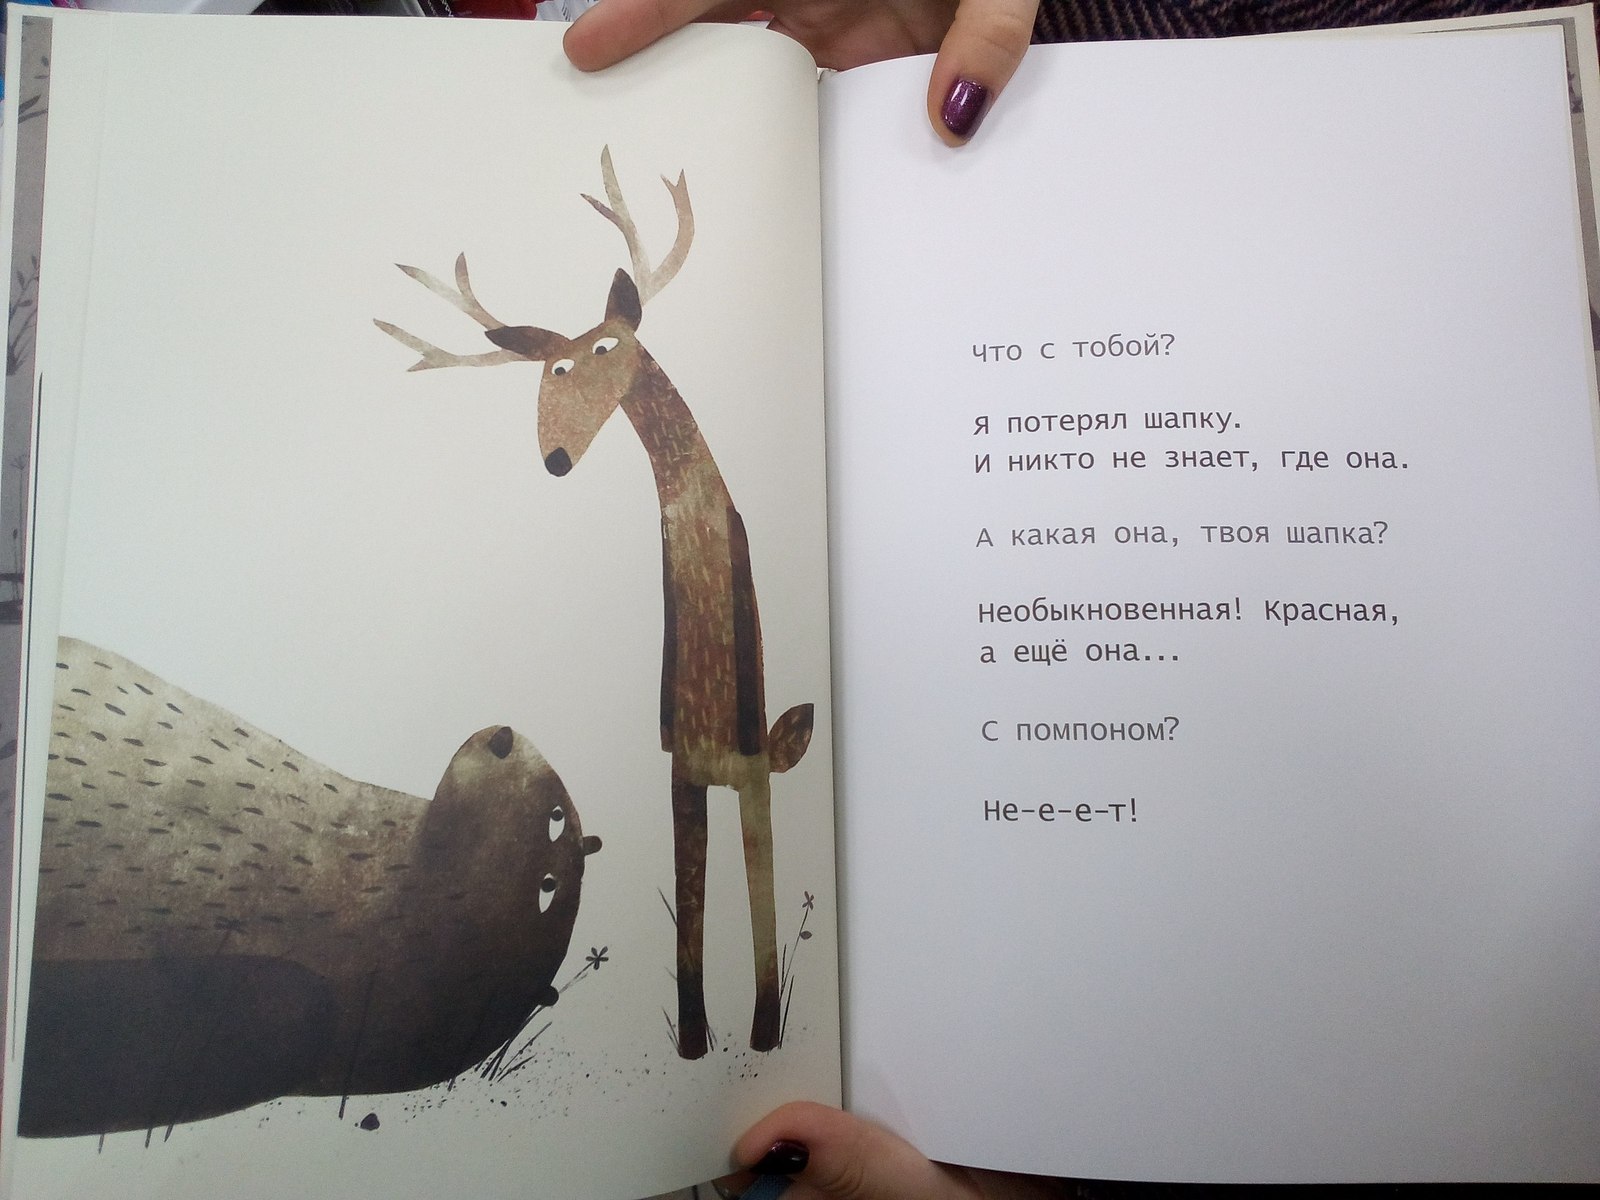 Что с тобой?
Я потерял шапку.
И никто не знает, где она.
А какая она, твоя шапка?
Необыкновенная! Красная,
а ещё она...
С помпоном?
Не-е-е-т!